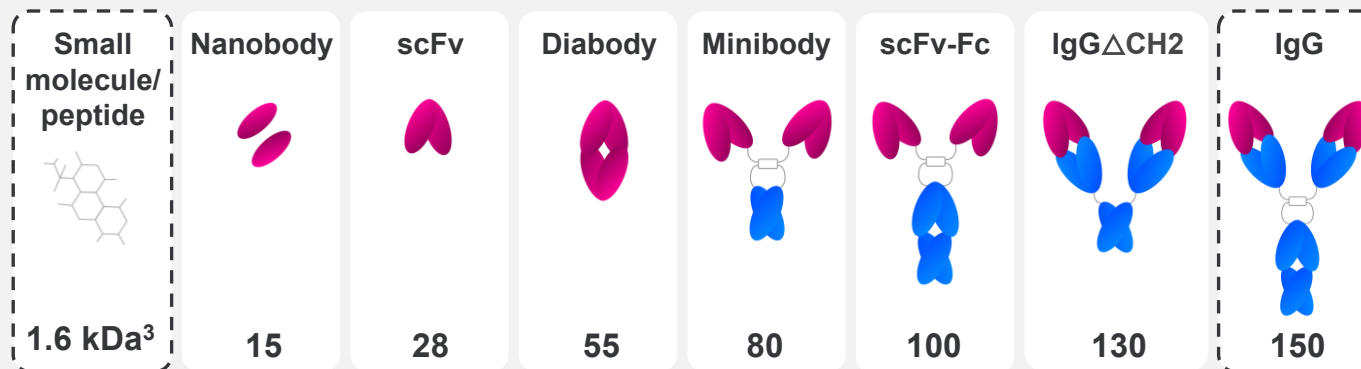 Small
molecule/
peptide
1.6 kDa³
Nanobody
15
scFv
28
Diabody
55
Minibody
80
scFv-Fc
100
IgG△CH2
130
IgG
150